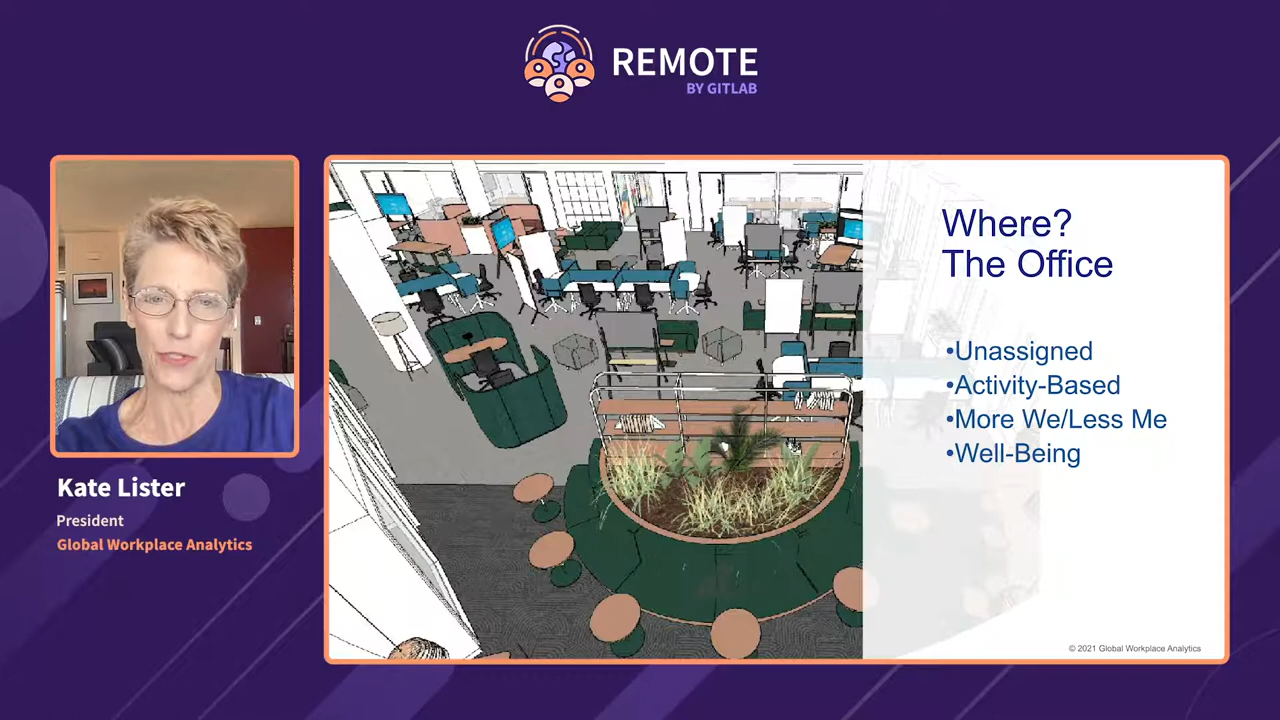 REMOTE
BY GITLAB
Kate Lister
President
Global Workplace Analytics
Where?
The Office
•Unassigned
•Activity-Based
•More We/Less Me
•Well-Being
© 2021 Global Workplace Analytics